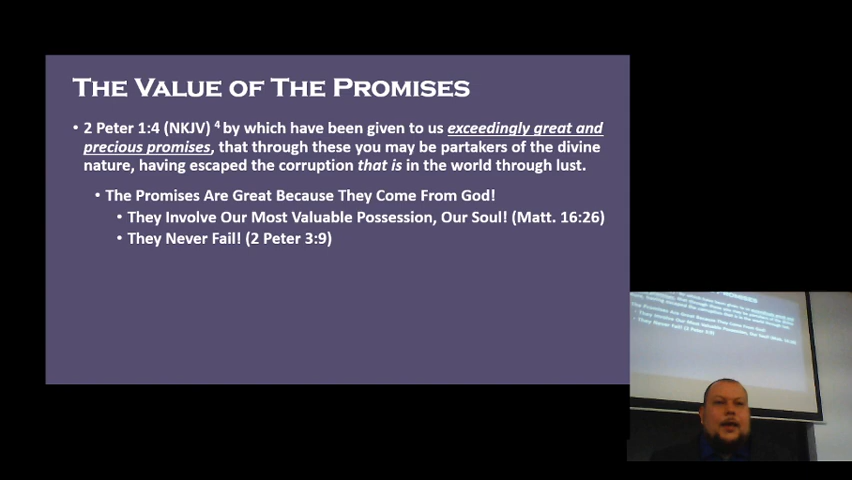 THE VALUE OF THE PROMISES
• 2 Peter 1:4 (NKJV) 4 by which have been given to us exceedingly great and
precious promises, that through these you may be partakers of the divine
nature, having escaped the corruption that is in the world through lust.
• The Promises Are Great Because They Come From God!
• They Involve Our Most Valuable Possession, Our Soul! (Matt. 16:26)
• They Never Fail! (2 Peter 3:9)